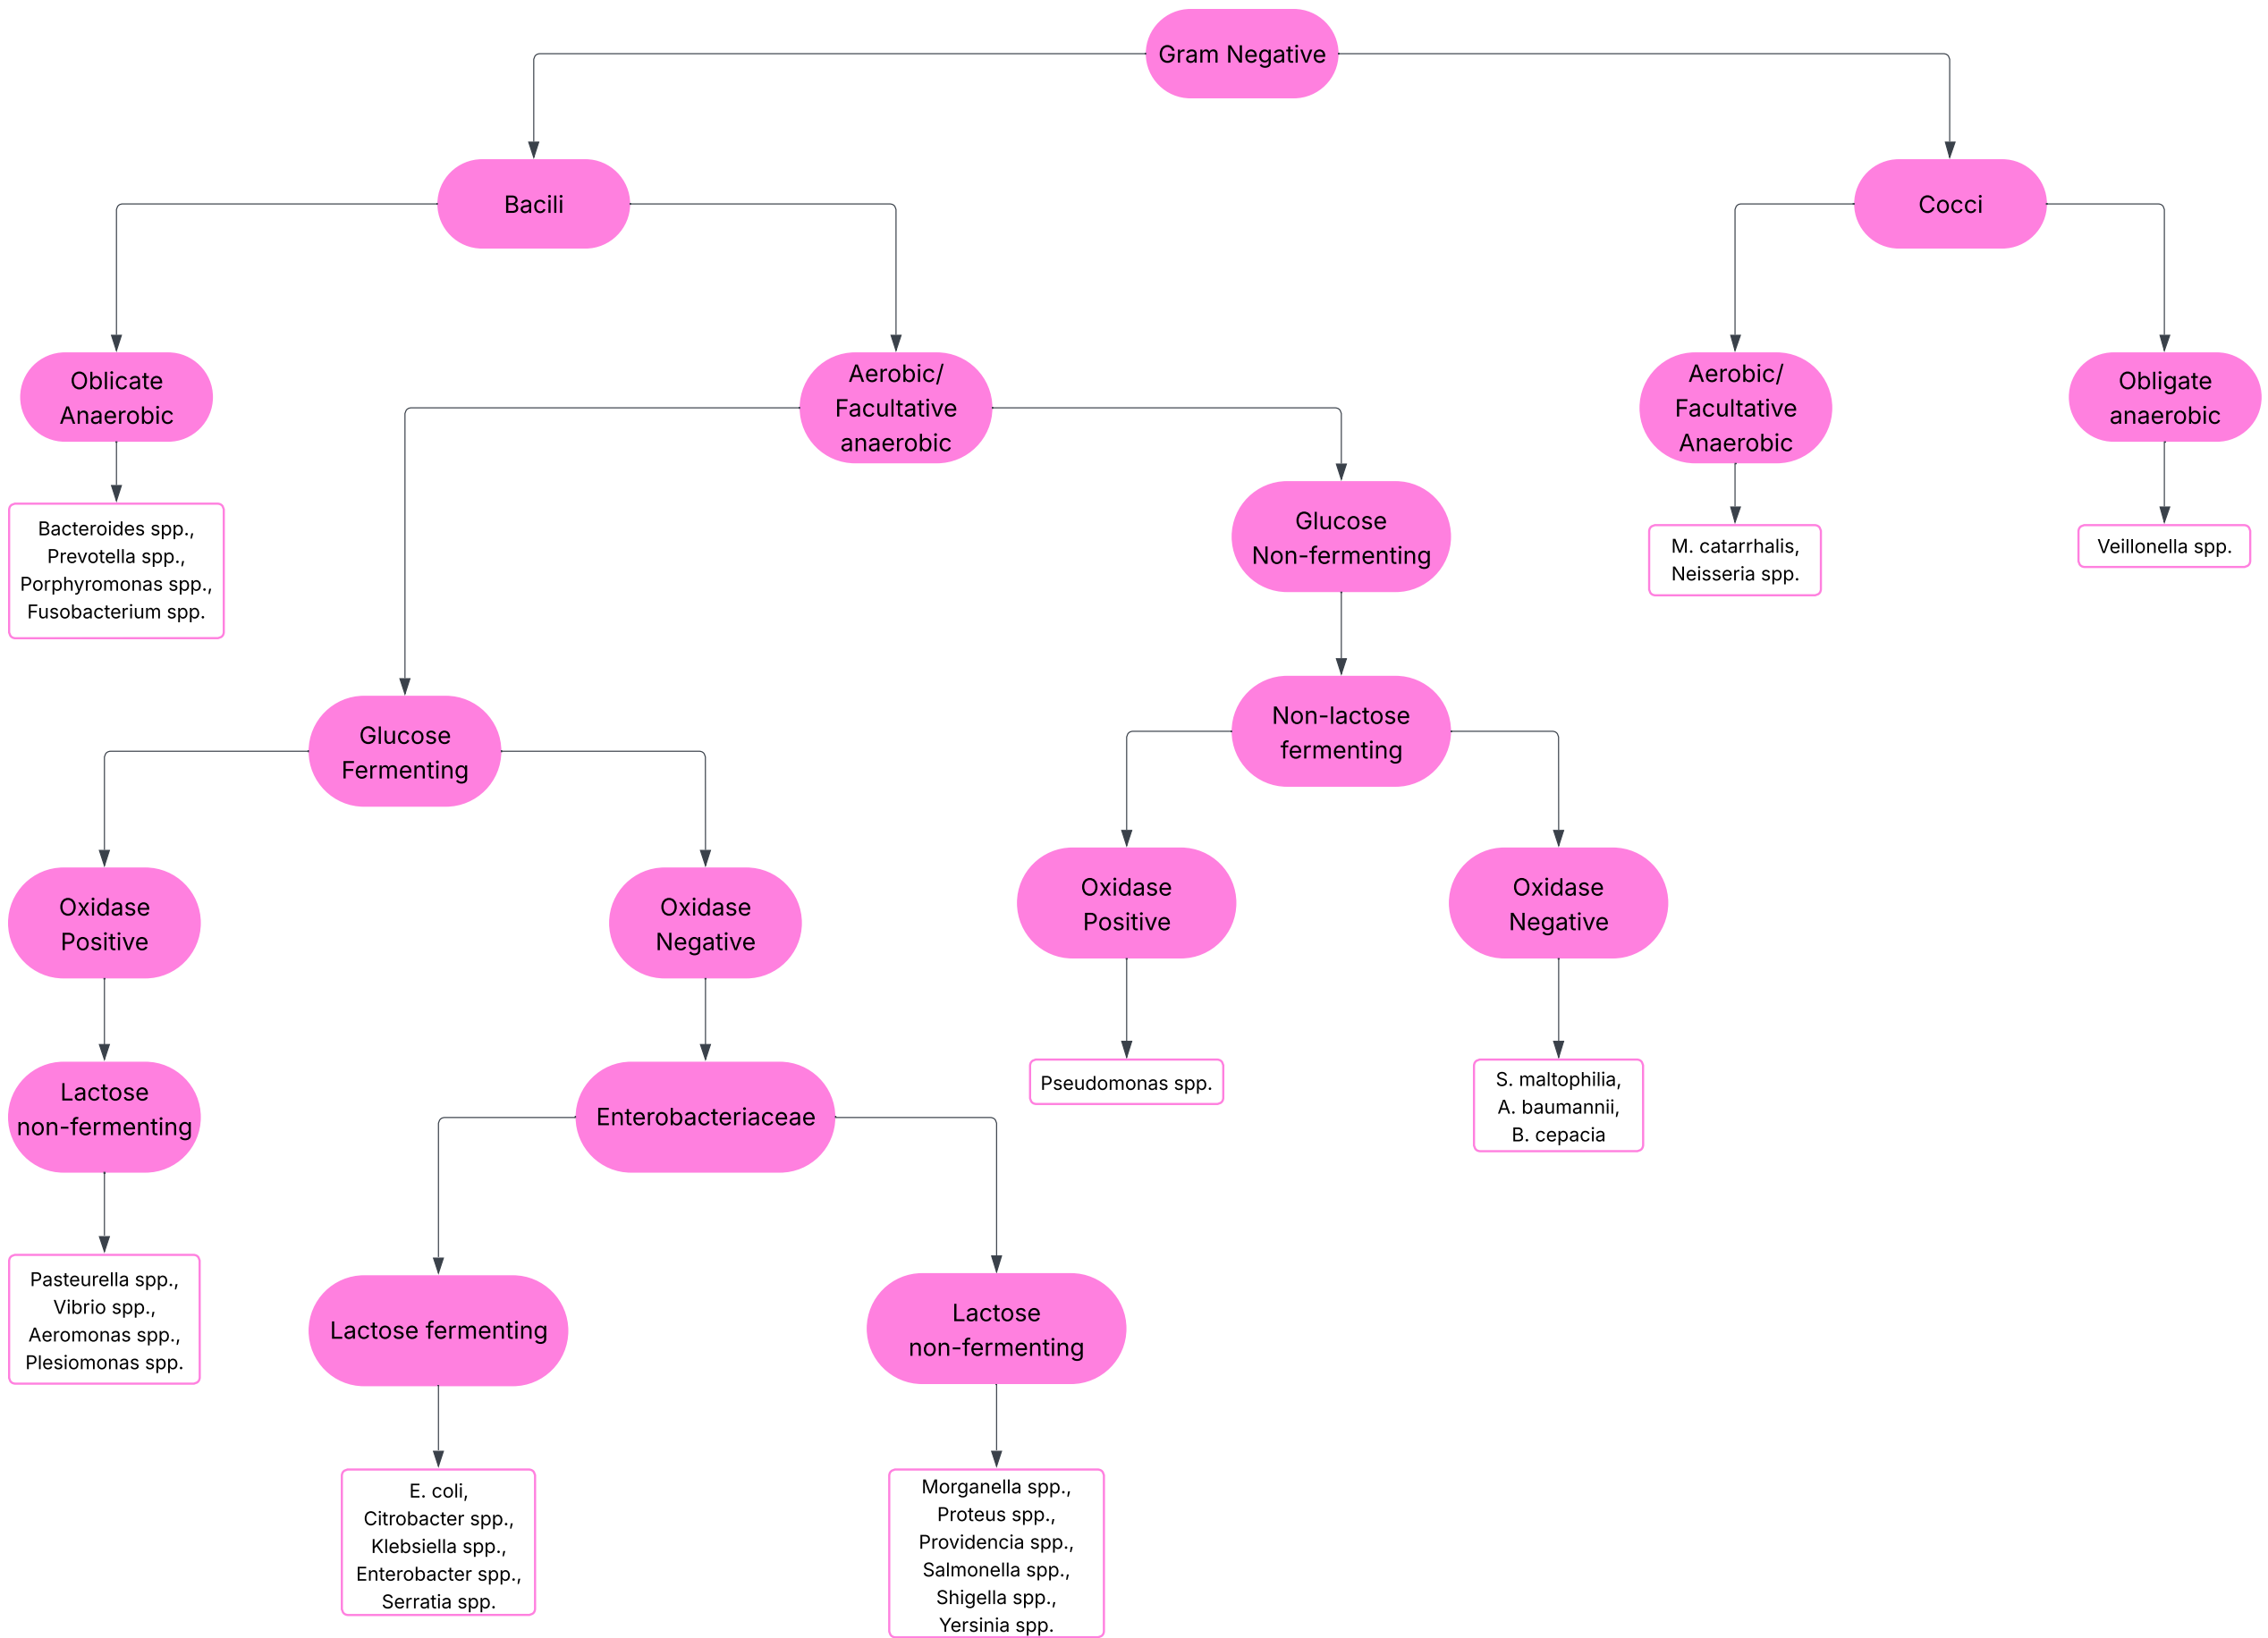 Gram Negative
Bacili
Cocci
Oblicate
Anaerobic
Aerobic/
Facultative
anaerobic
Aerobic/
Facultative
Anaerobic
Obligate
anaerobic
Bacteroides spp.,
Prevotella spp.,
Porphyromonas spp.,
Fusobacterium spp.
Glucose
Non-fermenting
M. catarrhalis,
Neisseria spp.
Veillonella spp.
Glucose
Fermenting
Non-lactose
fermenting
Oxidase
Positive
Oxidase
Negative
Oxidase
Positive
Oxidase
Negative
Lactose
non-fermenting
Enterobacteriaceae
Pseudomonas spp.
S. maltophilia,
A. baumannii,
B. cepacia
Pasteurella spp.,
Vibrio spp.,
Aeromonas spp.,
Plesiomonas spp.
Lactose fermenting
Lactose
non-fermenting
E. coli,
Citrobacter spp.,
Klebsiella spp.,
Enterobacter spp.,
Serratia spp.
Morganella spp.,
Proteus spp.,
Providencia spp.,
Salmonella spp.,
Shigella spp.,
Yersinia spp.